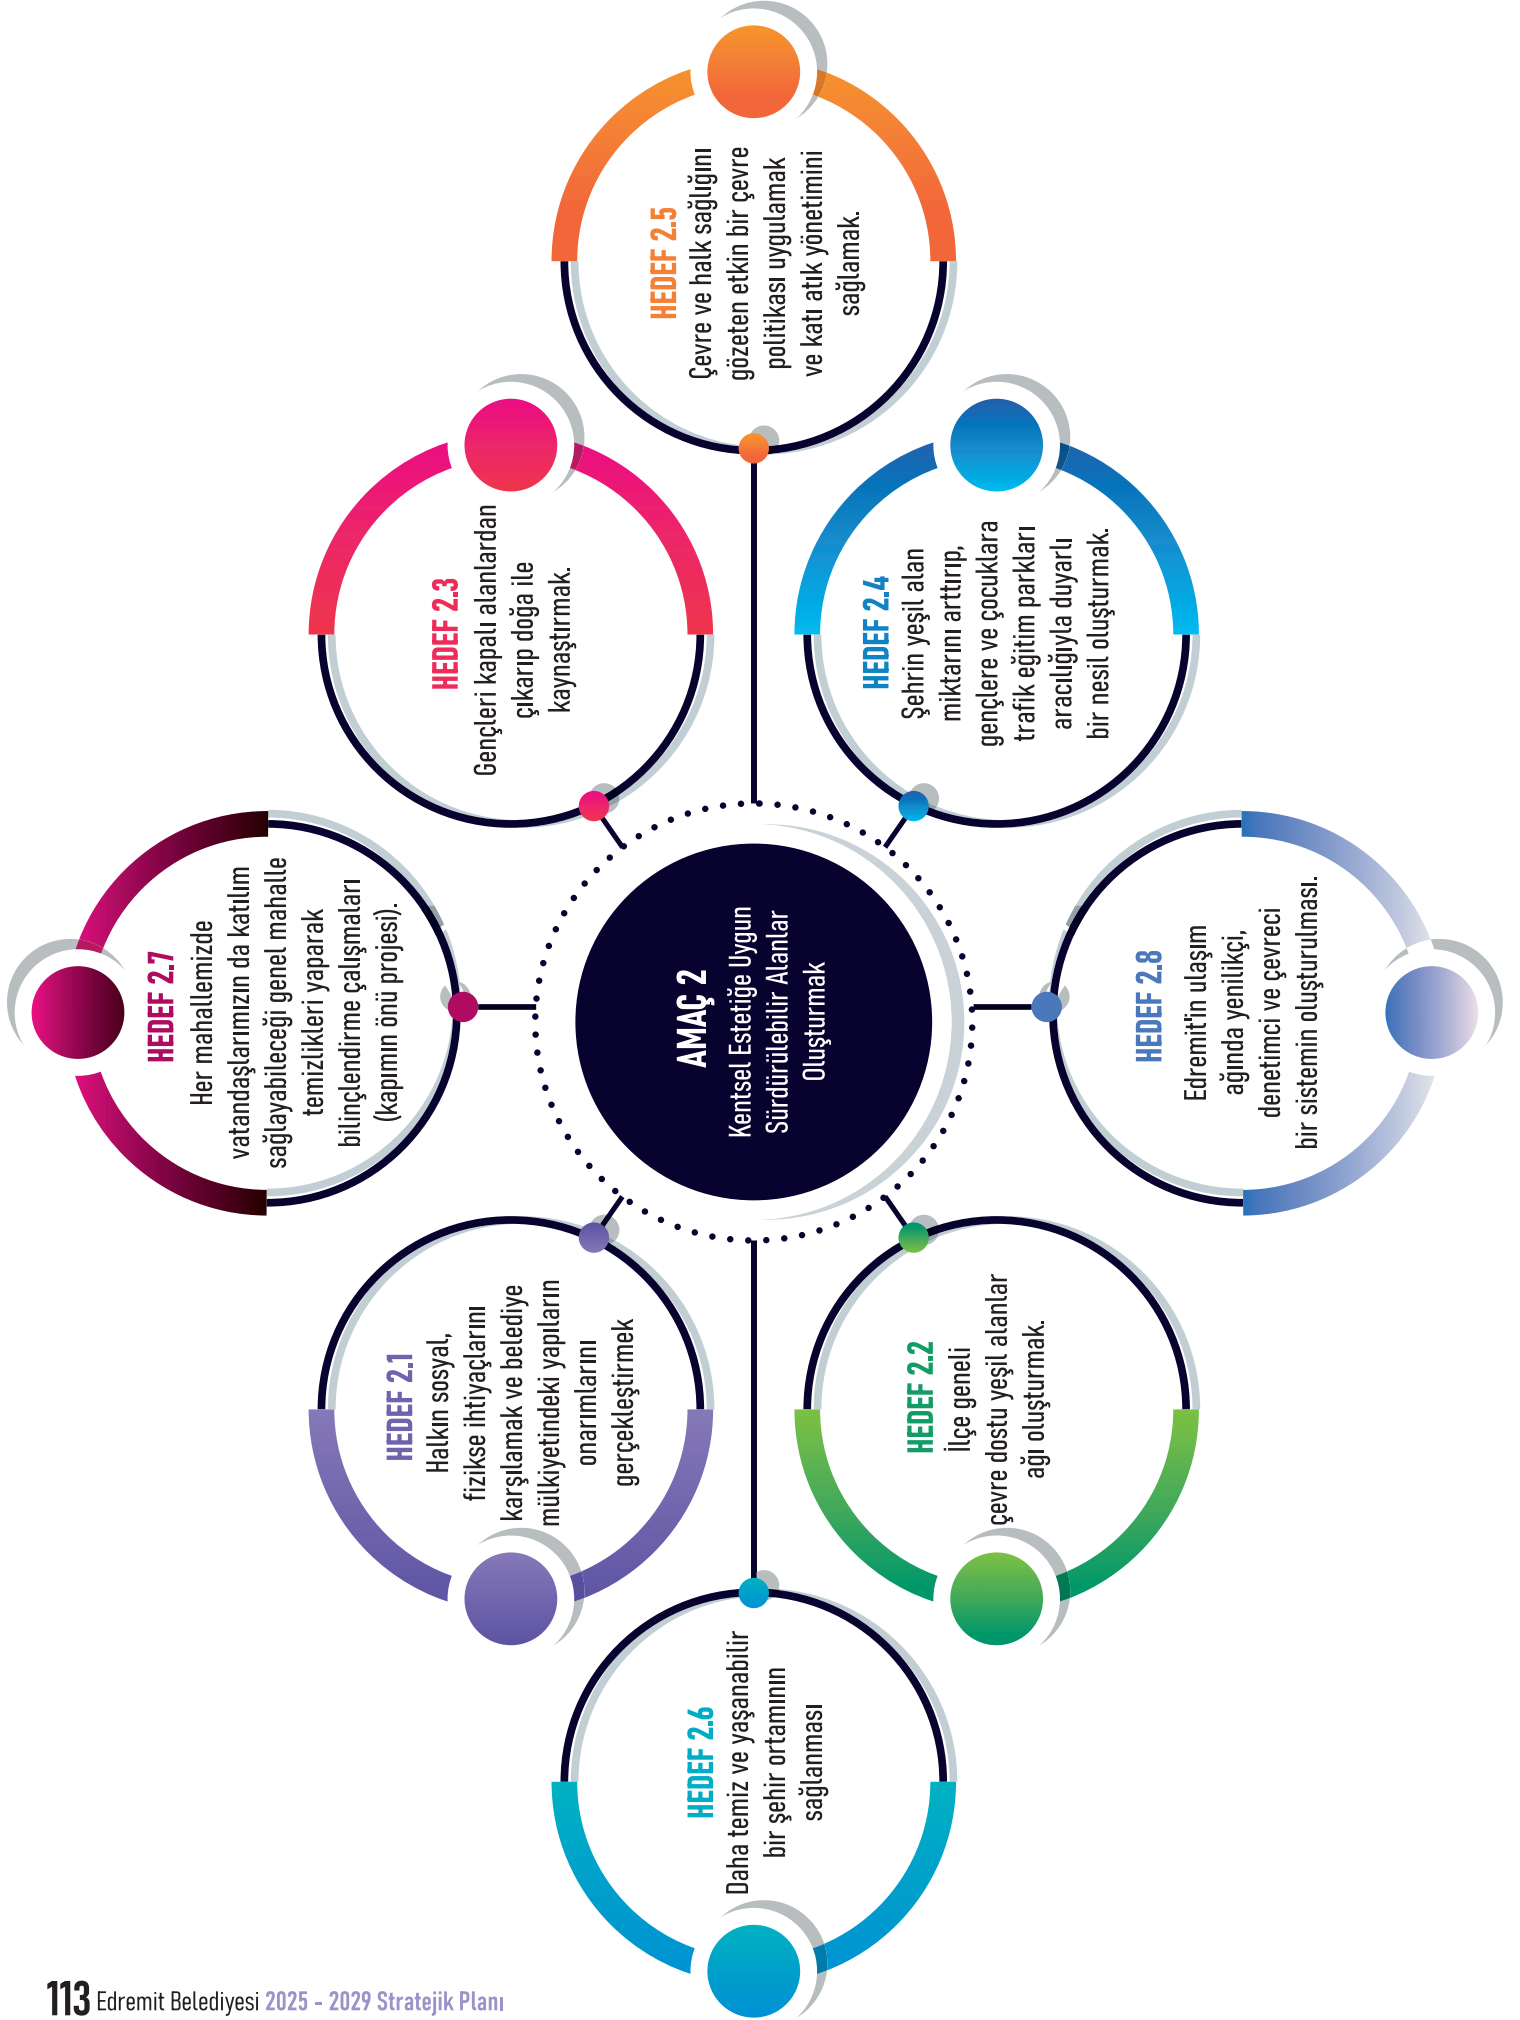 HEDEF 2.7
Her mahallemizde
vatandaşlarımızın da katılım
sağlayabileceği genel mahalle
temizlikleri yaparak
bilinçlendirme çalışmaları
(kapımın önü projesi).
HEDEF 2.1
Halkın sosyal,
fizikse ihtiyaçlarını
karşılamak ve belediye
mülkiyetindeki yapıların
onarımlarını
gerçekleştirmek
HEDEF 2.3
Gençleri kapalı alanlardan
çıkarıp doğa ile
kaynaştırmak.
HEDEF 2.6
Daha temiz ve yaşanabilir
bir şehir ortamının
sağlanması
AMAÇ 2
Kentsel Estetiğe Uygun
Sürdürülebilir Alanlar
Oluşturmak
HEDEF 2.5
Çevre ve halk sağlığını
gözeten etkin bir çevre
politikası uygulamak
ve katı atık yönetimini
sağlamak.
HEDEF 2.2
İlçe geneli
çevre dostu yeşil alanlar
ağı oluşturmak.
HEDEF 2.4
Şehrin yeşil alan
miktarını arttırıp,
gençlere ve çocuklara
trafik eğitim parkları
aracılığıyla duyarlı
bir nesil oluşturmak.
HEDEF 2.8
Edremit'in ulaşım
ağında yenilikçi,
denetimci ve çevreci
bir sistemin oluşturulması.
113 Edremit Belediyesi 2025 - 2029 Stratejik Planı